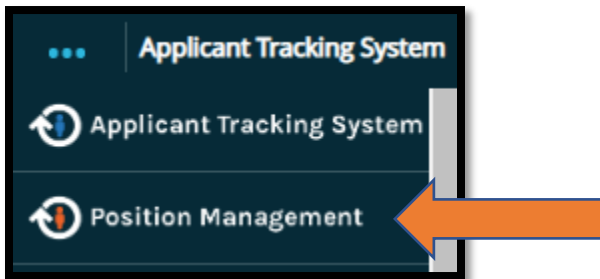 ... Applicant Tracking System
Applicant Tracking System
Position Management